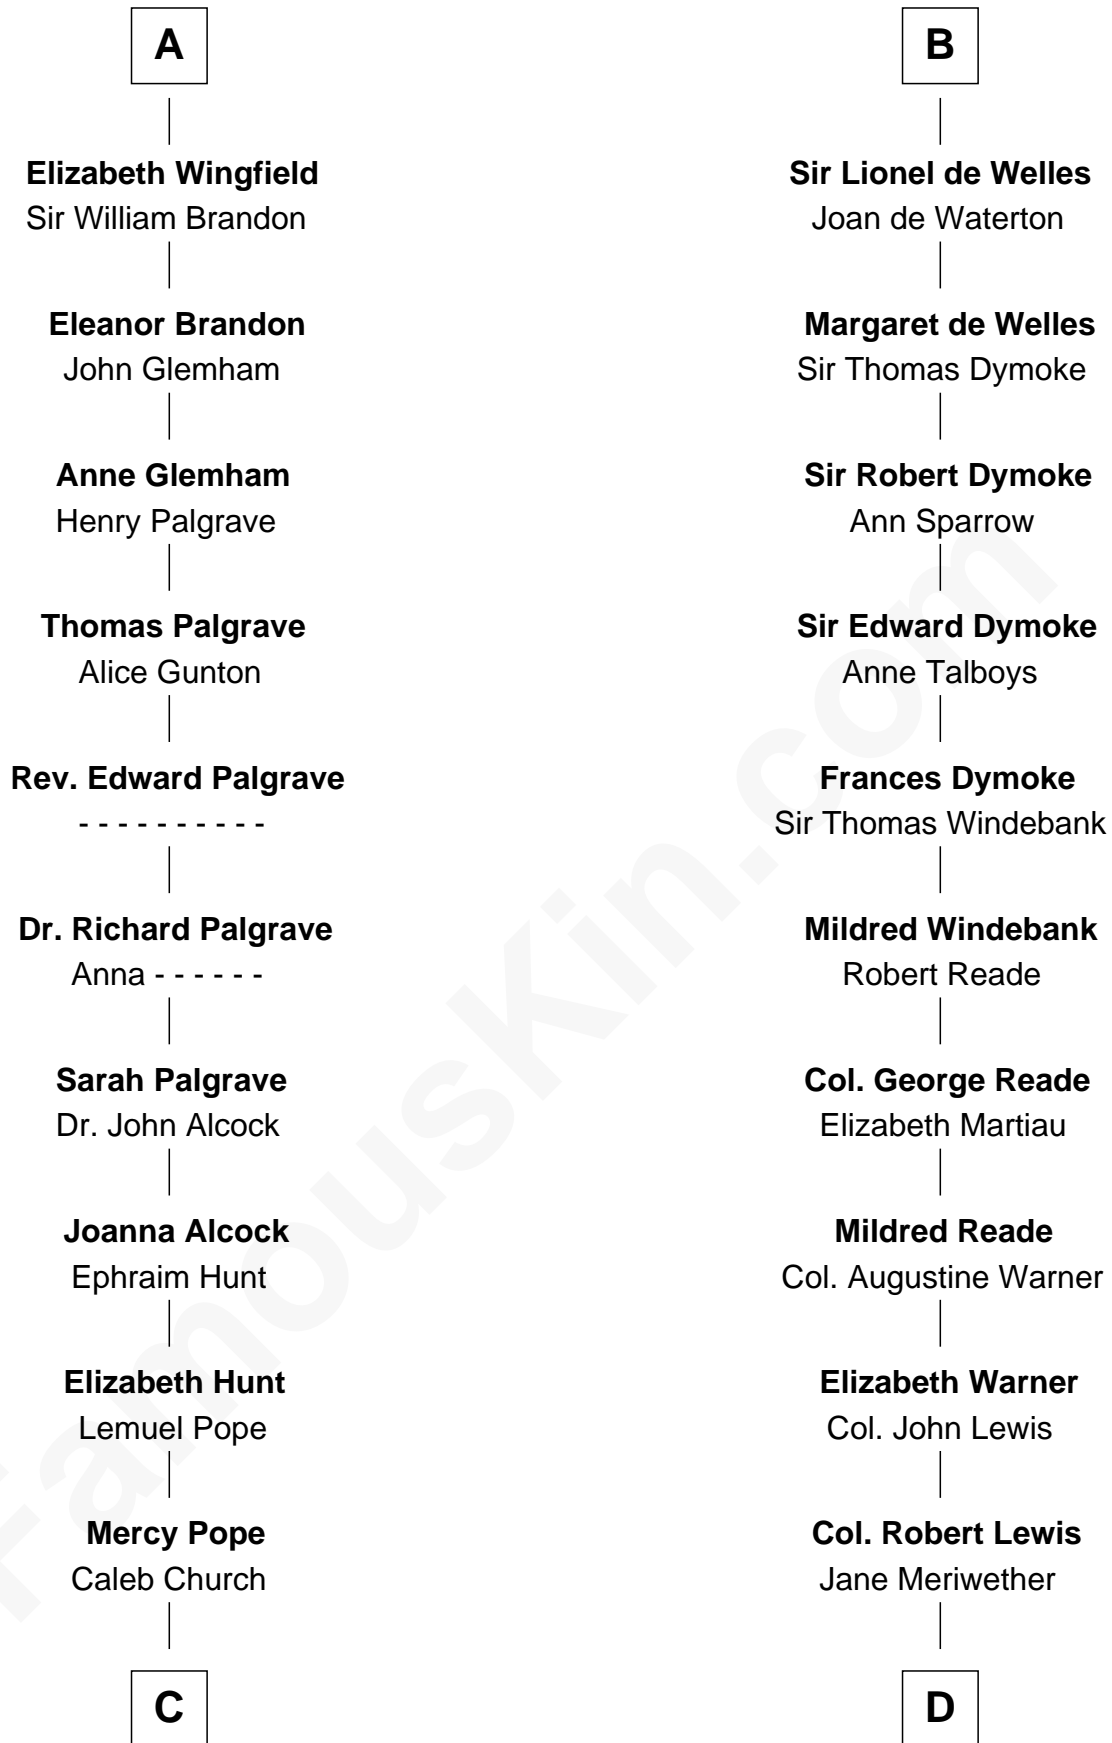 A
Elizabeth Wingfield
Sir William Brandon
Eleanor Brandon
John Glemham
Anne Glemham
Henry Palgrave
Thomas Palgrave
Alice Gunton
Rev. Edward Palgrave
- - - - - - - - - -
Dr. Richard Palgrave
Anna - - - - - -
Sarah Palgrave
Dr. John Alcock
Joanna Alcock
Ephraim Hunt
Elizabeth Hunt
Lemuel Pope
Mercy Pope
Caleb Church
C
B
Sir Lionel de Welles
Joan de Waterton
Margaret de Welles
Sir Thomas Dymoke
Sir Robert Dymoke
Ann Sparrow
Sir Edward Dymoke
Anne Talboys
Frances Dymoke
Sir Thomas Windebank
Mildred Windebank
Robert Reade
Col. George Reade
Elizabeth Martiau
Mildred Reade
Col. Augustine Warner
Elizabeth Warner
Col. John Lewis
Col. Robert Lewis
Jane Meriwether
D
FamousKin.com